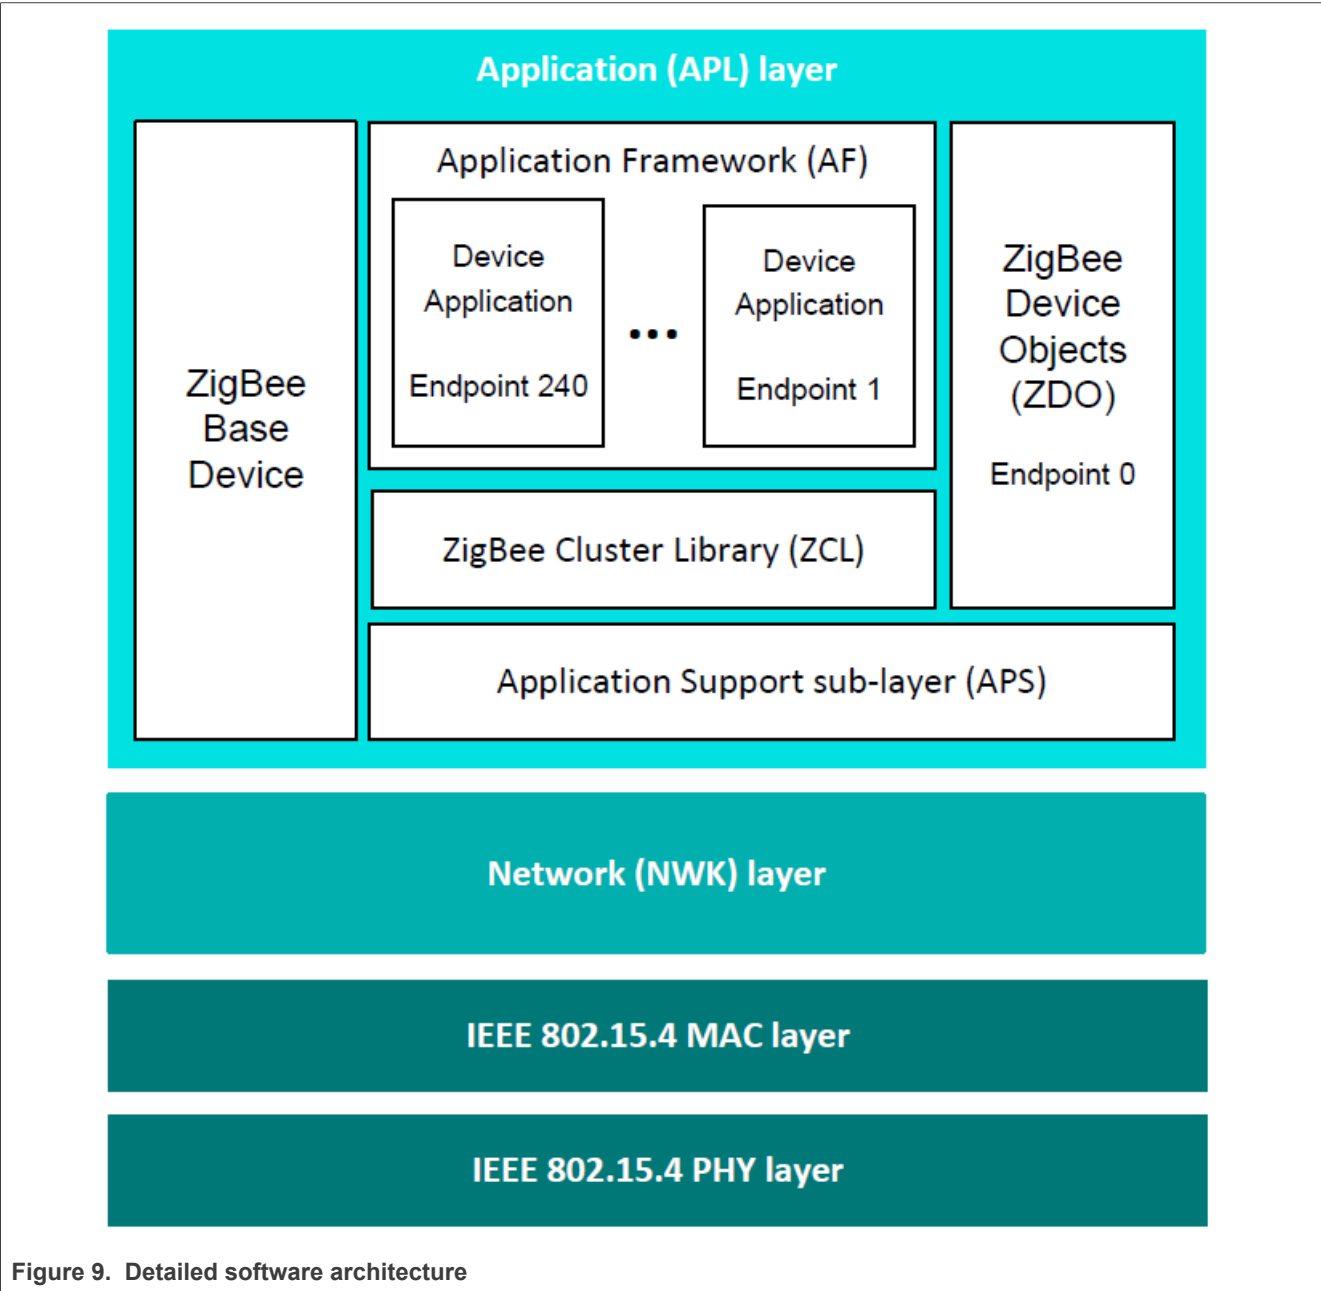 Application (APL) layer
ZigBee
Base
Device
Application Framework (AF)
Device
Application
Endpoint 240
...
Device
Application
Endpoint 1
ZigBee
Device
Objects
(ZDO)
Endpoint 0
ZigBee Cluster Library (ZCL)
Application Support sub-layer (APS)
Network (NWK) layer
IEEE 802.15.4 MAC layer
IEEE 802.15.4 PHY layer
Figure 9. Detailed software architecture